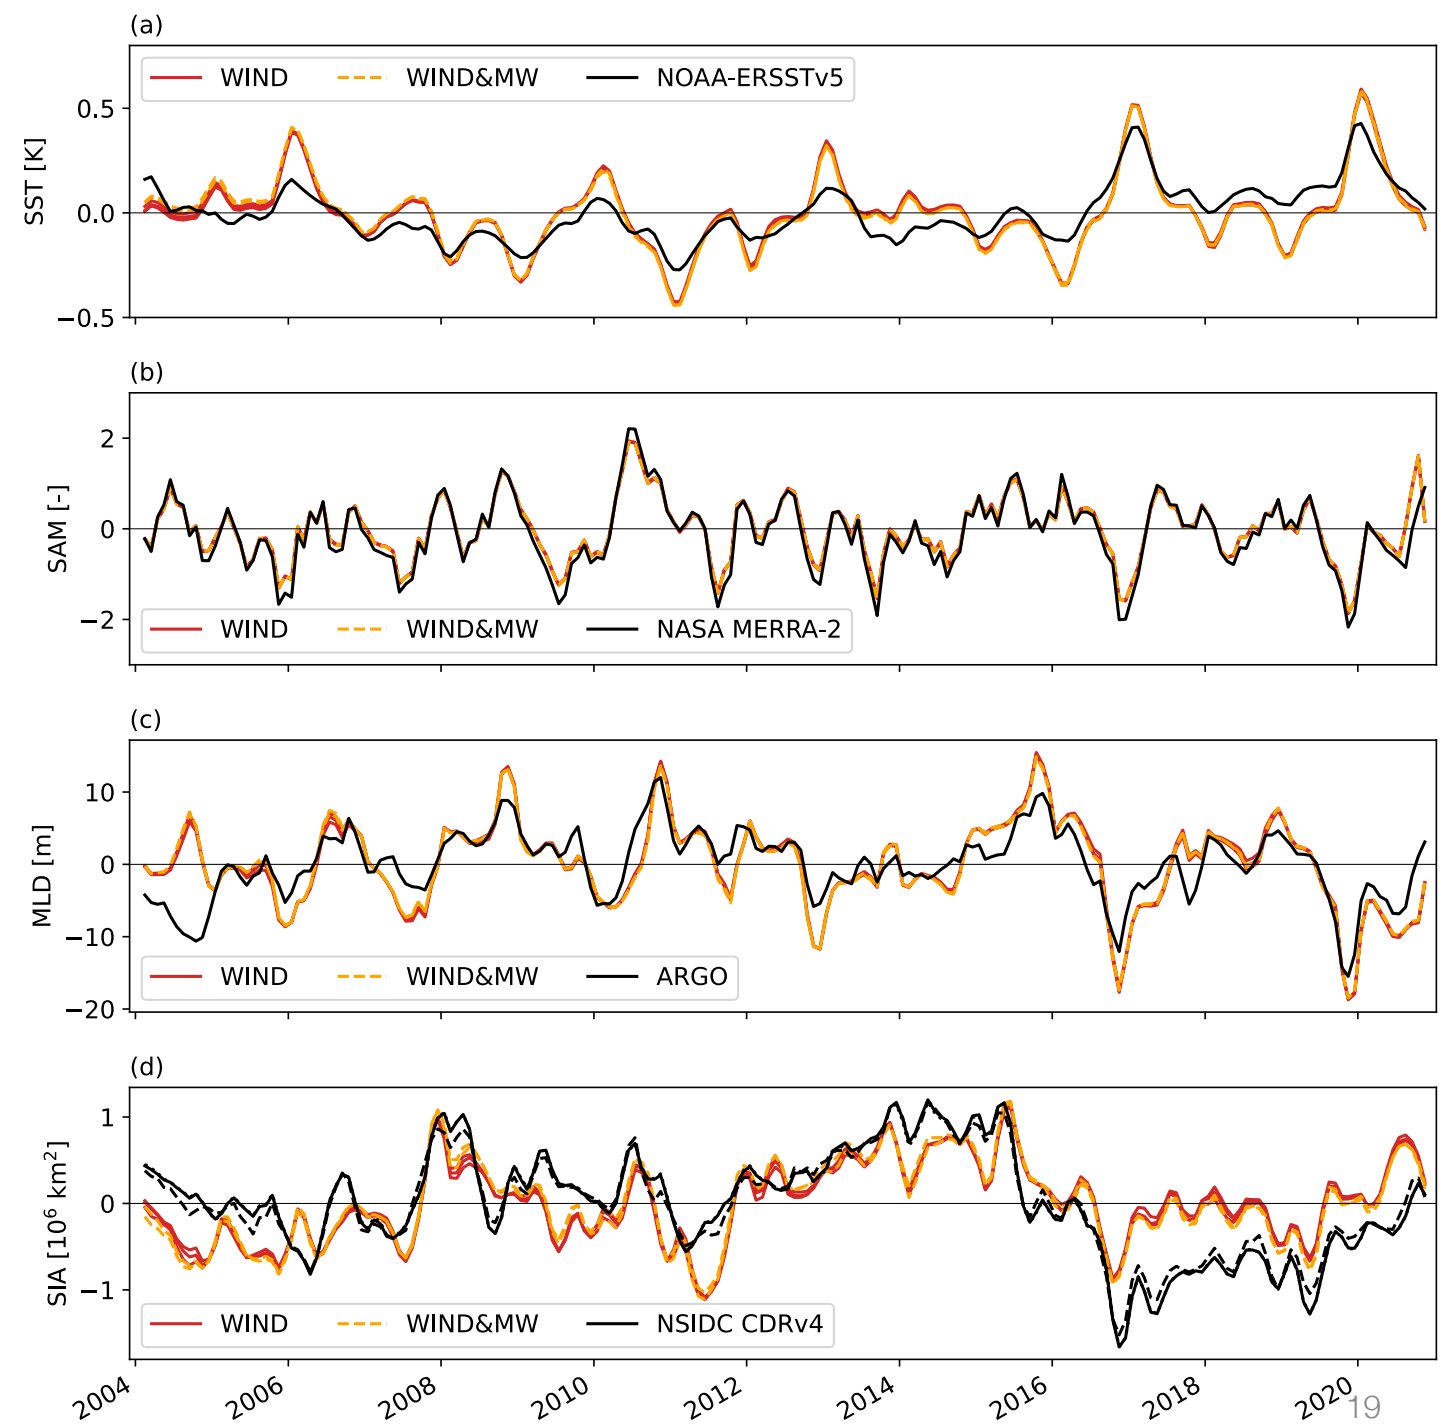 (a)
WIND WIND&MW NOAA-ERSSTv5
SST [K]
0.5
0.0
−0.5
(b)
SAM [-]
2
0
−2
WIND WIND&MW NASA MERRA-2
(c)
MLD [m]
10
0
−10
−20
WIND WIND&MW ARGO
(d)
SIA [10⁶ km²]
1
0
−1
WIND WIND&MW NSIDC CDRv4
2004 2006 2008 2010 2012 2014 2016 2018 2020
19